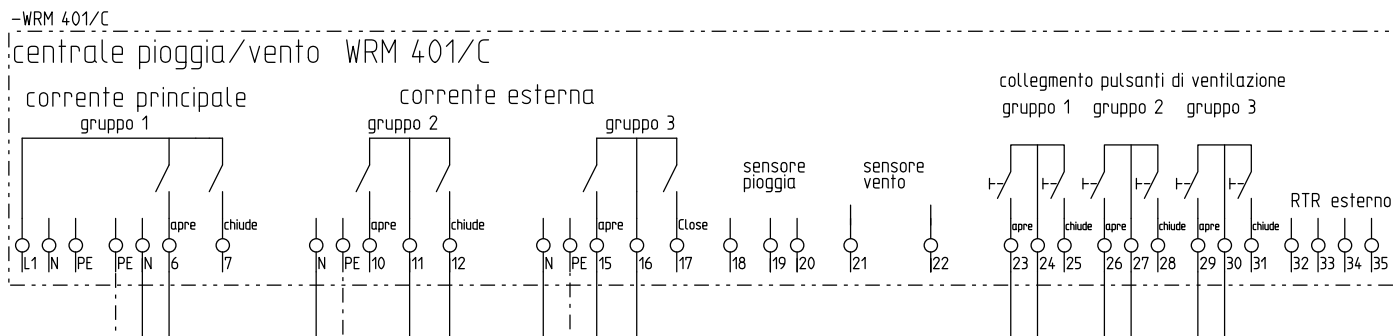 -WRM 401/C
centrale pioggia/vento WRM 401/C
corrente principale
corrente esterna
collegmento pulsanti di ventilazione
gruppo 1 gruppo 2 gruppo 3
gruppo 1
gruppo 2
gruppo 3
sensore
pioggia
sensore
vento
RTR esterno
apre chiude apre chiude apre Close apre chiude apre chiude apre chiude
L1 N PE PE N 6 7 N PE 10 11 12 N PE 15 16 17 18 19 20 21 22 23 24 25 26 27 28 29 30 31 32 33 34 35